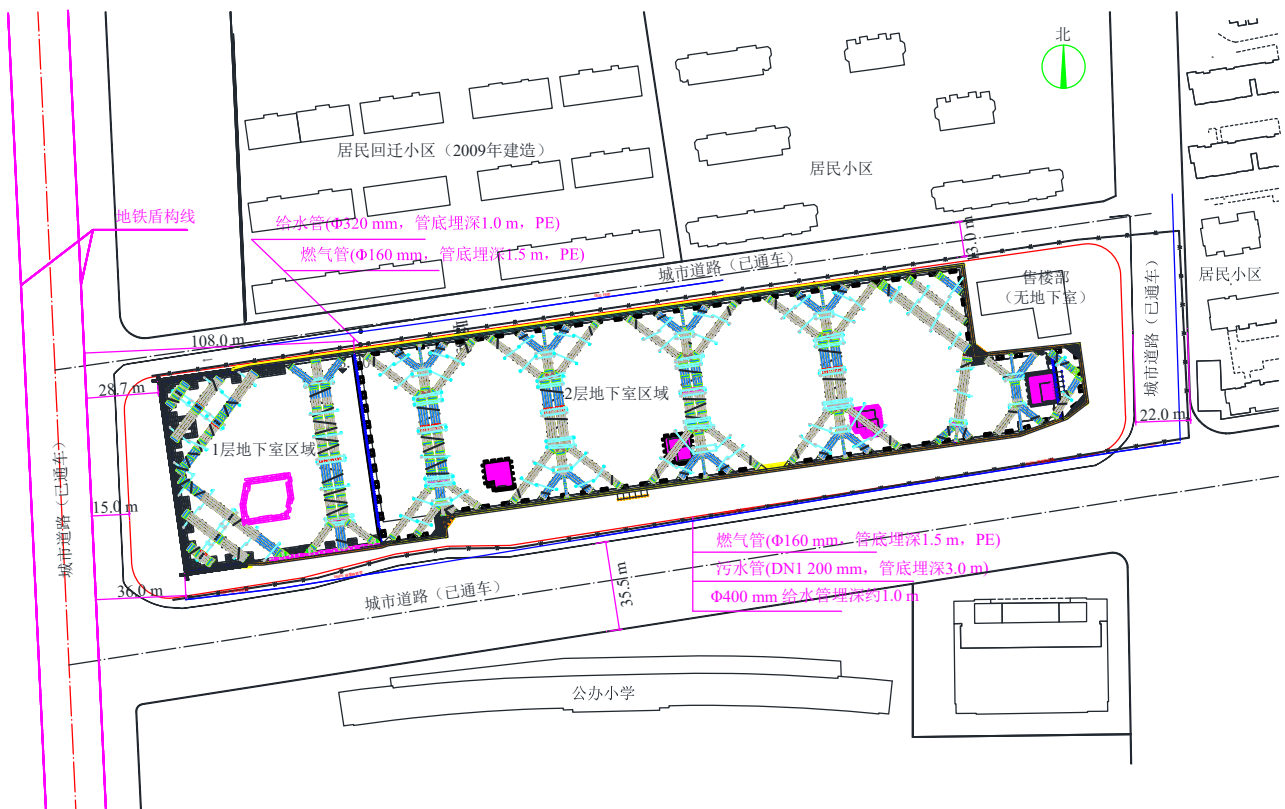 北
居民回迁小区（2009年建造）
居民小区
地铁盾构线
给水管(Φ320 mm，管底埋深1.0 m，PE)
燃气管(Φ160 mm，管底埋深1.5 m，PE)
城市道路（已通车）
3.0 m
售楼部
（无地下室）
居民小区
108.0 m
28.7 m
城市道路（已通车）
22.0 m
2层地下室区域
1层地下室区域
15.0 m
城市道路（已通车）
36.0 m
城市道路（已通车）
35.5 m
燃气管(Φ160 mm，管底埋深1.5 m，PE)
污水管(DN1 200 mm，管底埋深3.0 m)
Φ400 mm 给水管埋深约1.0 m
公办小学